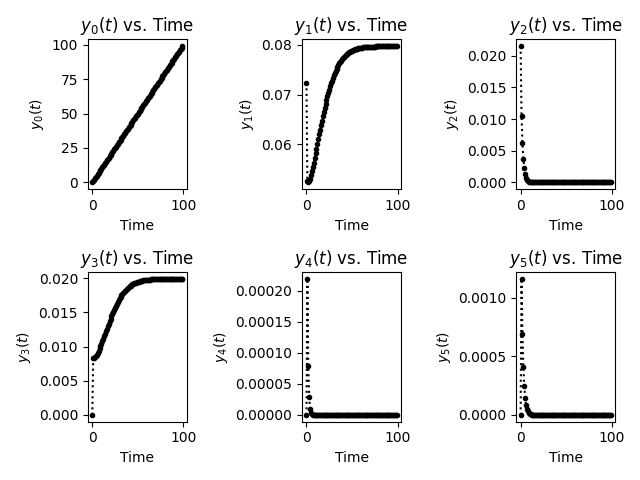 y₀(t) vs. Time
y₁(t) vs. Time
y₂(t) vs. Time
y₀(t)
100
75
50
25
0
0
100
Time
y₁(t)
0.08
0.07
0.06
0
100
Time
y₂(t)
0.020
0.015
0.010
0.005
0.000
0
100
Time
y₃(t) vs. Time
y₄(t) vs. Time
y₅(t) vs. Time
y₃(t)
0.020
0.015
0.010
0.005
0.000
0
100
Time
y₄(t)
0.00020
0.00015
0.00010
0.00005
0.00000
0
100
Time
y₅(t)
0.0010
0.0005
0.0000
0
100
Time